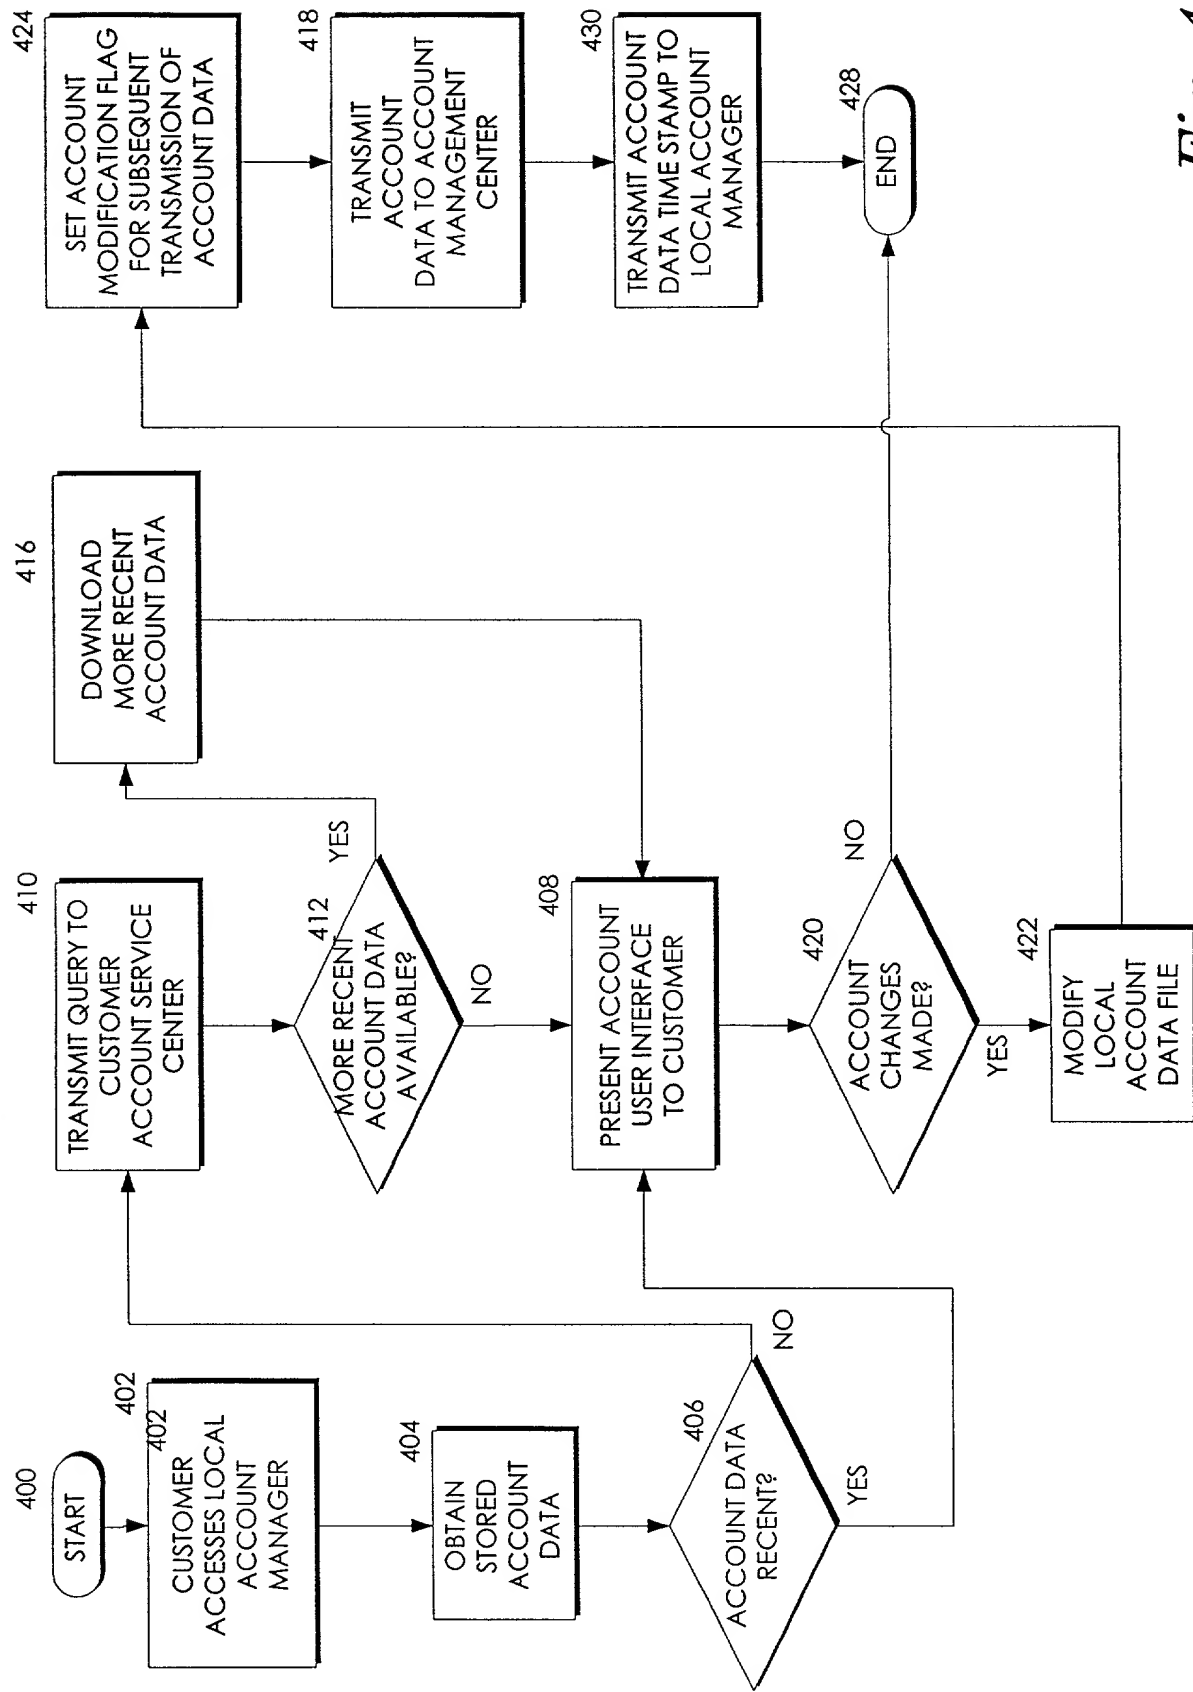 400
START
402
402
CUSTOMER
ACCESSES LOCAL
ACCOUNT
MANAGER
404
OBTAIN
STORED
ACCOUNT
DATA
406
ACCOUNT DATA
RECENT?
NO
YES
410
TRANSMIT QUERY TO
CUSTOMER
ACCOUNT SERVICE
CENTER
412
MORE RECENT
ACCOUNT DATA
AVAILABLE?
YES
NO
416
DOWNLOAD
MORE RECENT
ACCOUNT DATA
408
PRESENT ACCOUNT
USER INTERFACE
TO CUSTOMER
420
ACCOUNT
CHANGES
MADE?
NO
YES
422
MODIFY
LOCAL
ACCOUNT
DATA FILE
424
SET ACCOUNT
MODIFICATION FLAG
FOR SUBSEQUENT
TRANSMISSION OF
ACCOUNT DATA
418
TRANSMIT
ACCOUNT
DATA TO ACCOUNT
MANAGEMENT
CENTER
430
TRANSMIT ACCOUNT
DATA TIME STAMP TO
LOCAL ACCOUNT
MANAGER
428
END